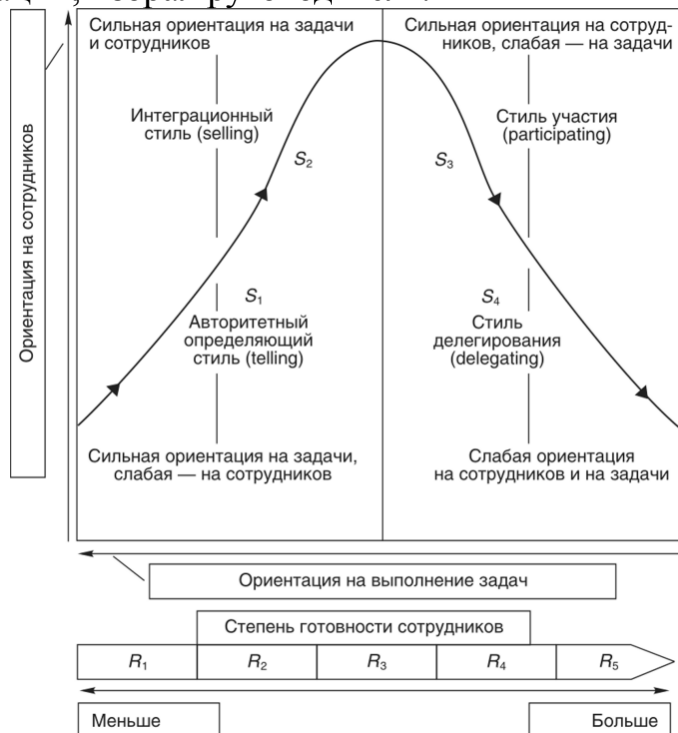 Сильная ориентация на задачи
и сотрудников
Сильная ориентация на сотруд-
ников, слабая — на задачи
Ориентация на сотрудников
Интеграционный
стиль (selling)
Стиль участия
(participating)
S2
S3
S1
S4
Авторитетный
определяющий
стиль (telling)
Стиль
делегирования
(delegating)
Сильная ориентация на задачи,
слабая — на сотрудников
Слабая ориентация
на сотрудников и на задачи
Ориентация на выполнение задач
Степень готовности сотрудников
R1 R2 R3 R4 R5
Меньше
Больше